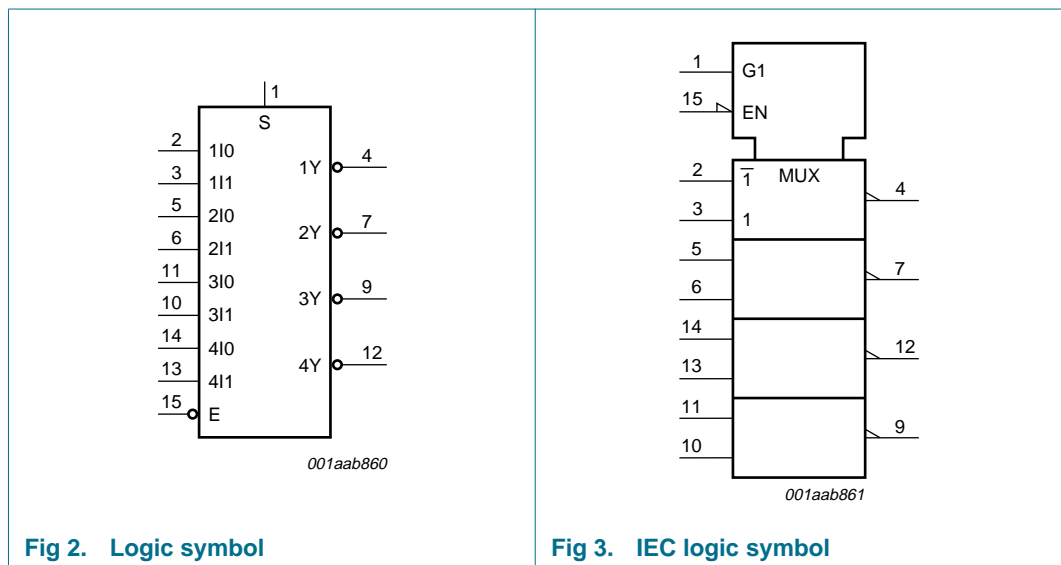 1
S
2 1I0
3 1I1
5 2I0
6 2I1
11 3I0
10 3I1
14 4I0
13 4I1
15 E
1Y 4
2Y 7
3Y 9
4Y 12
001aab860
Fig 2. Logic symbol
1 G1
15 EN
MUX
2 1̅
3 1
4
5
6
7
14
13
12
11
10
9
001aab861
Fig 3. IEC logic symbol